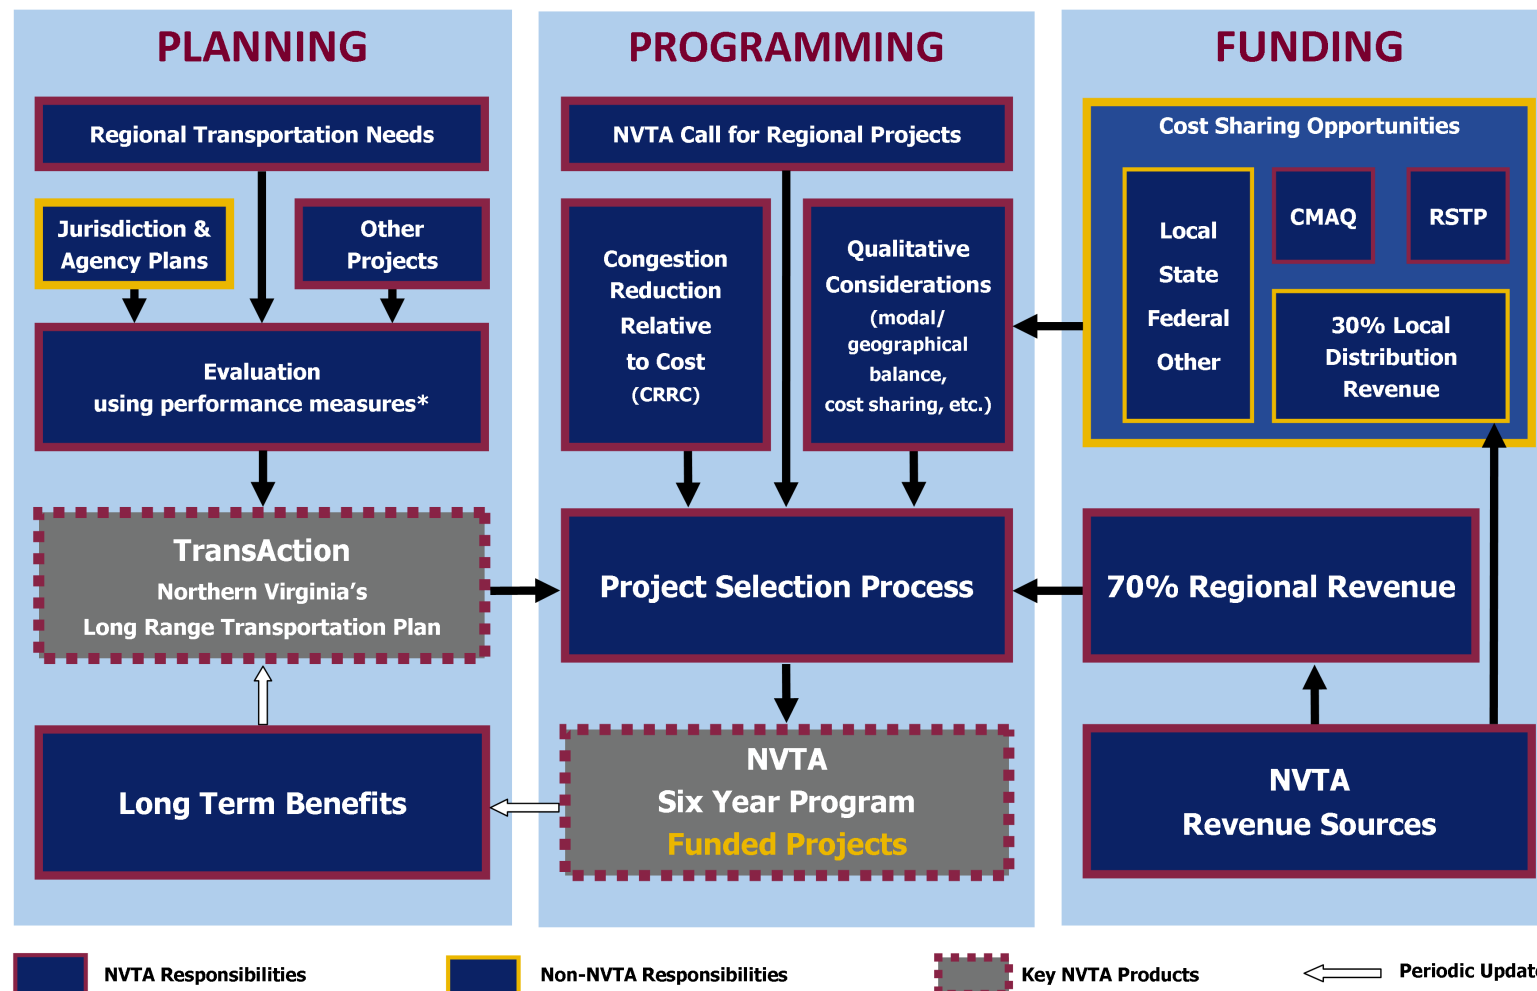 PLANNING
Regional Transportation Needs
Jurisdiction &
Agency Plans
Other
Projects
Evaluation
using performance measures*
TransAction
Northern Virginia’s
Long Range Transportation Plan
Long Term Benefits
PROGRAMMING
NVTA Call for Regional Projects
Congestion
Reduction
Relative
to Cost
(CRRC)
Qualitative
Considerations
(modal/
geographical
balance,
cost sharing, etc.)
Project Selection Process
NVTA
Six Year Program
Funded Projects
FUNDING
Cost Sharing Opportunities
Local
State
Federal
Other
CMAQ
RSTP
30% Local
Distribution
Revenue
70% Regional Revenue
NVTA
Revenue Sources
NVTA Responsibilities
Non-NVTA Responsibilities
Key NVTA Products
Periodic Update